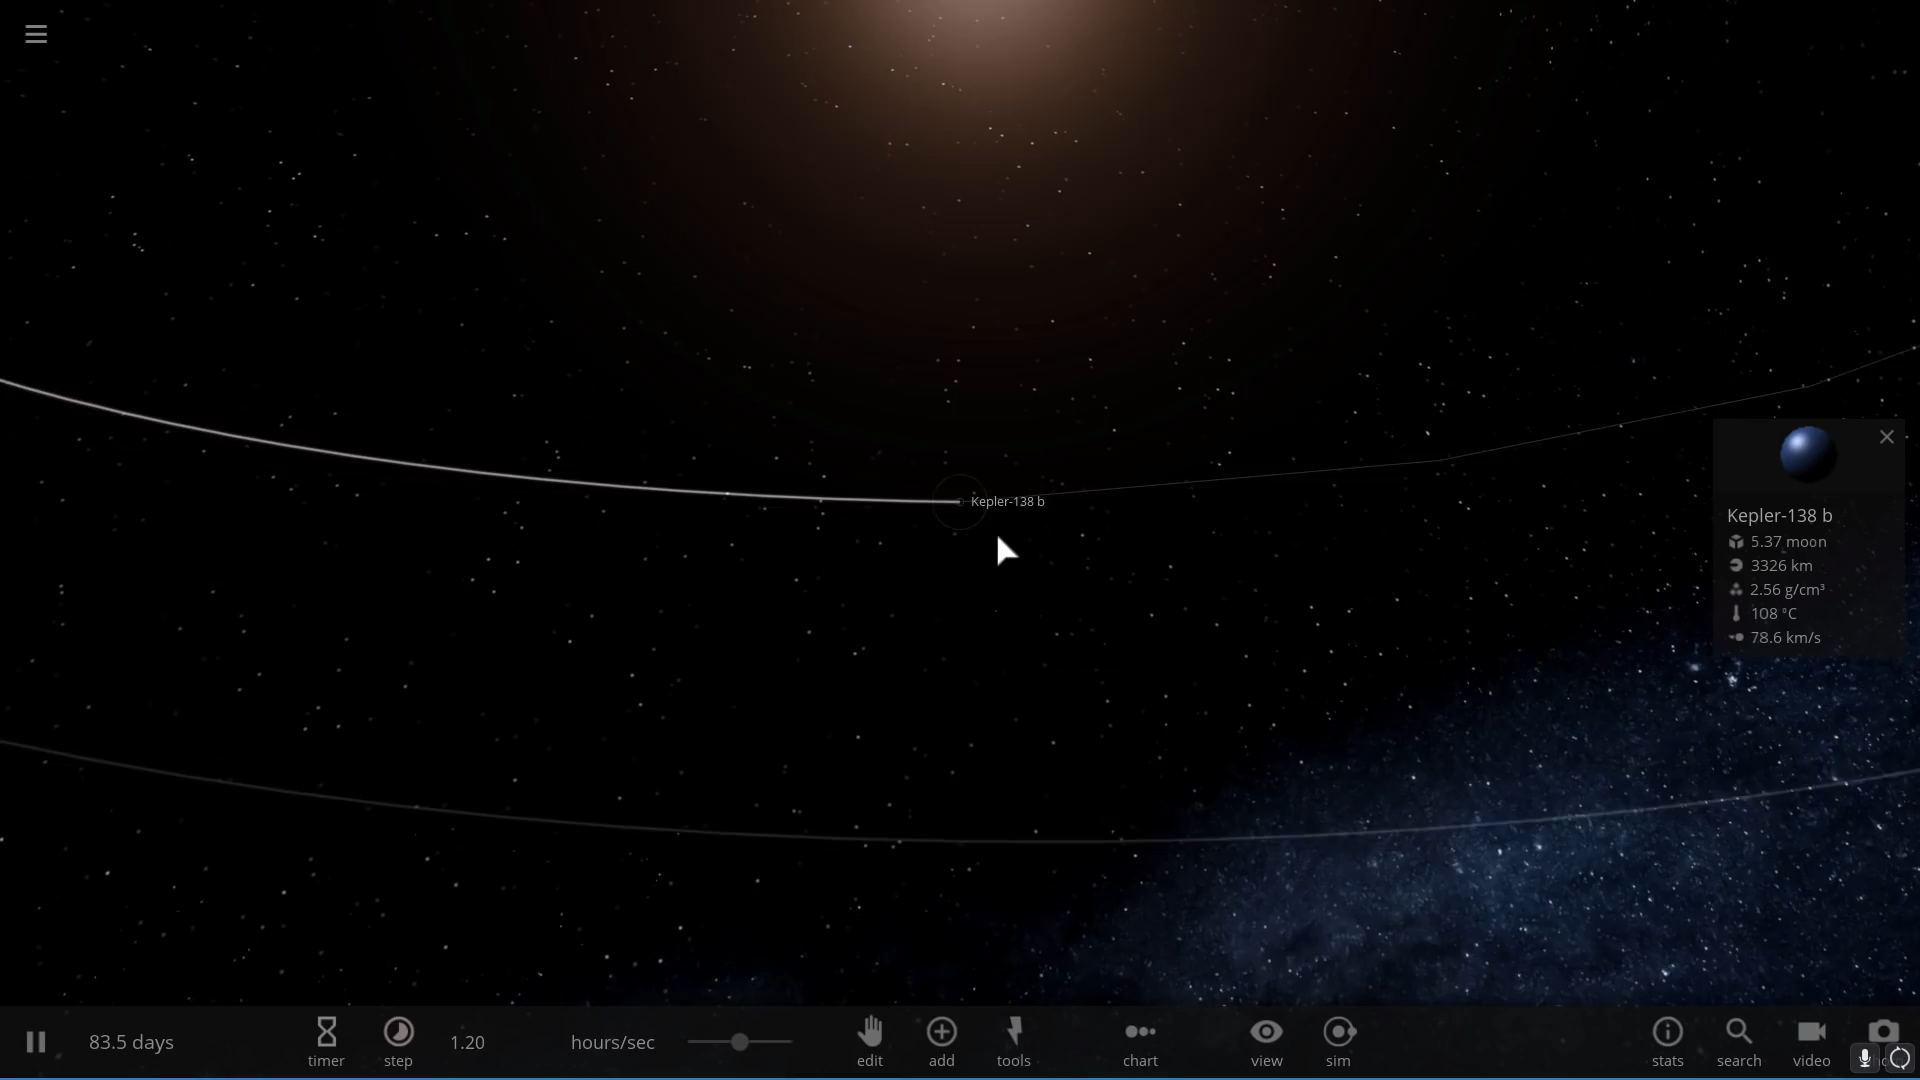 Kepler-138 b
Kepler-138 b
5.37 moon
3326 km
2.56 g/cm³
108 °C
78.6 km/s
83.5 days
timer
step
1.20
hours/sec
edit
add
tools
chart
view
sim
stats
search
video